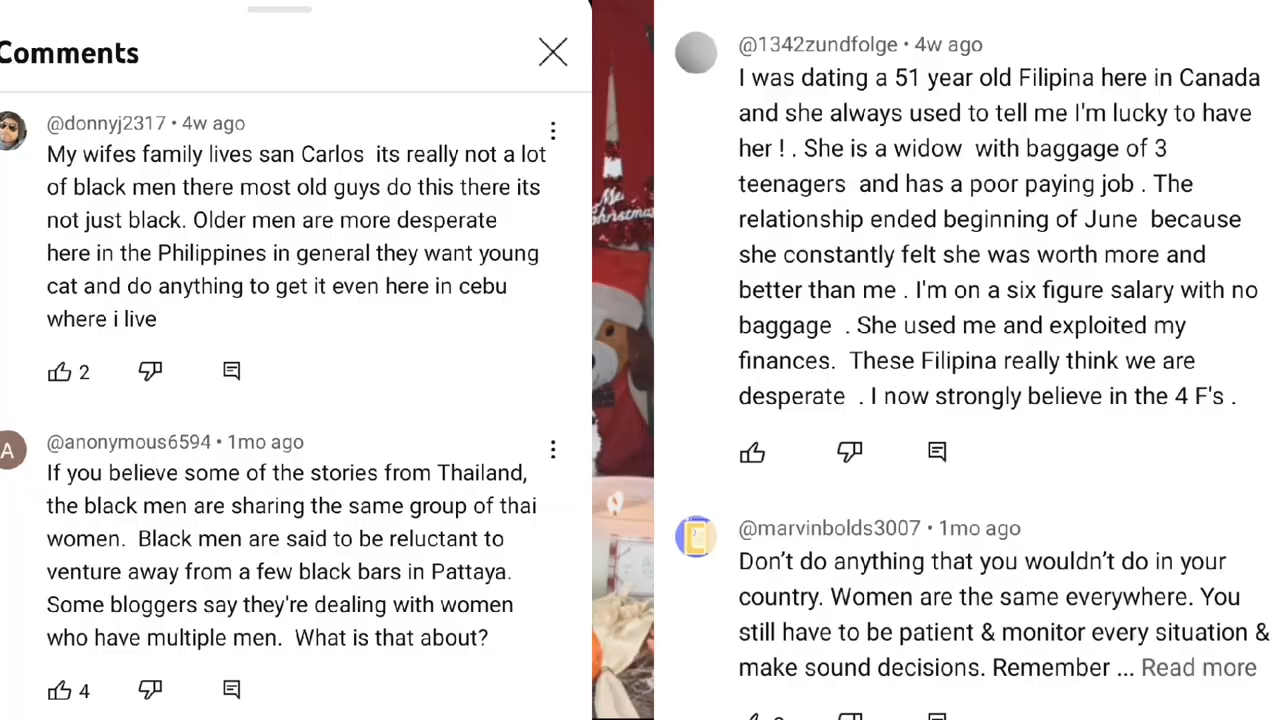 Comments
@donnyj2317 • 4w ago
My wifes family lives san Carlos its really not a lot
of black men there most old guys do this there its
not just black. Older men are more desperate
here in the Philippines in general they want young
cat and do anything to get it even here in cebu
where i live
2
A
@anonymous6594 • 1mo ago
If you believe some of the stories from Thailand,
the black men are sharing the same group of thai
women. Black men are said to be reluctant to
venture away from a few black bars in Pattaya.
Some bloggers say they're dealing with women
who have multiple men. What is that about?
4
@1342zundfolge • 4w ago
I was dating a 51 year old Filipina here in Canada
and she always used to tell me I'm lucky to have
her ! . She is a widow with baggage of 3
teenagers and has a poor paying job . The
relationship ended beginning of June because
she constantly felt she was worth more and
better than me . I'm on a six figure salary with no
baggage . She used me and exploited my
finances. These Filipina really think we are
desperate . I now strongly believe in the 4 F's .
@marvinbolds3007 • 1mo ago
Don't do anything that you wouldn't do in your
country. Women are the same everywhere. You
still have to be patient & monitor every situation &
make sound decisions. Remember ... Read more